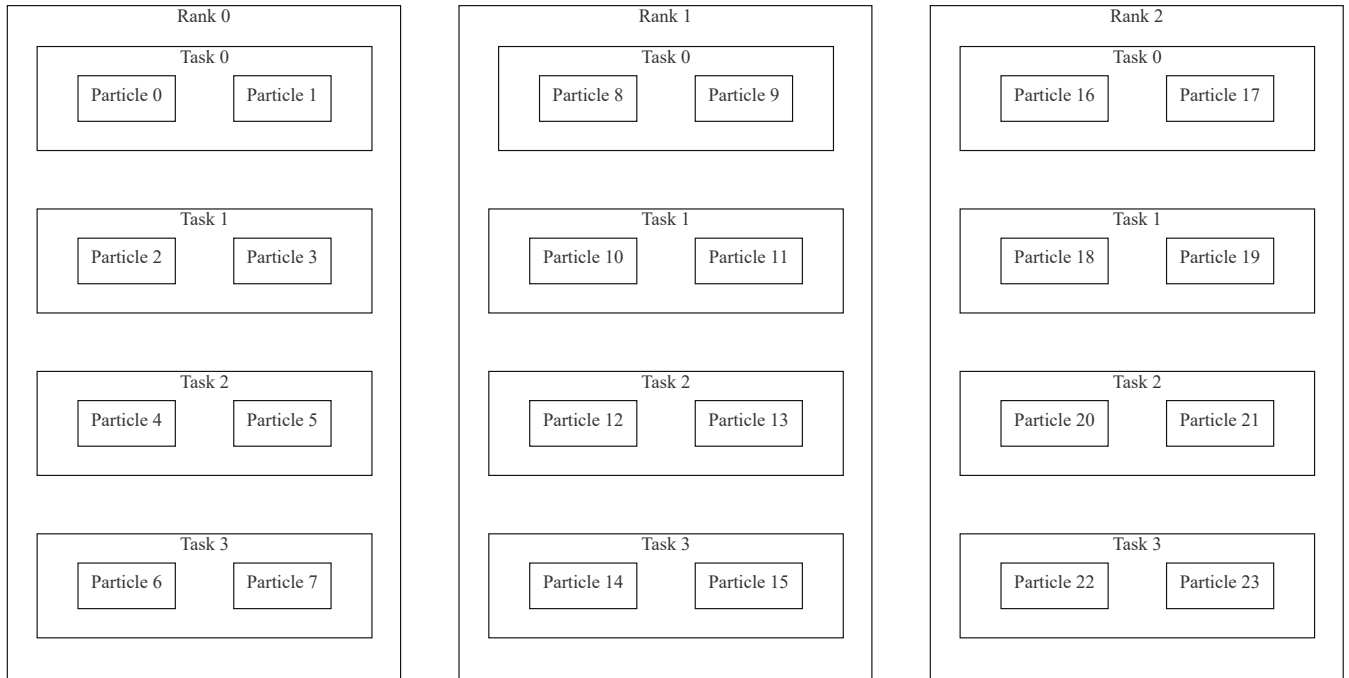 Rank 0
Task 0
Particle 0
Particle 1
Task 1
Particle 2
Particle 3
Task 2
Particle 4
Particle 5
Task 3
Particle 6
Particle 7
Rank 1
Task 0
Particle 8
Particle 9
Task 1
Particle 10
Particle 11
Task 2
Particle 12
Particle 13
Task 3
Particle 14
Particle 15
Rank 2
Task 0
Particle 16
Particle 17
Task 1
Particle 18
Particle 19
Task 2
Particle 20
Particle 21
Task 3
Particle 22
Particle 23